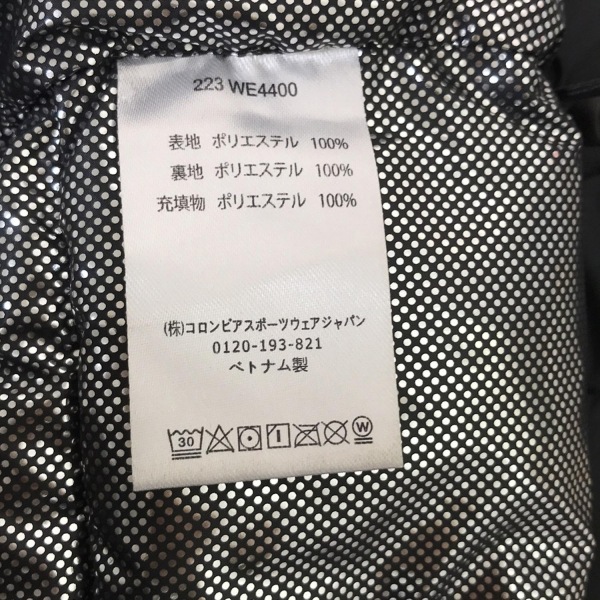 223 WE4400
表地 ポリエステル 100%
裏地 ポリエステル 100%
充填物 ポリエステル 100%
(株)コロンビアスポーツウェアジャパン
0120-193-821
ベトナム製
30 W